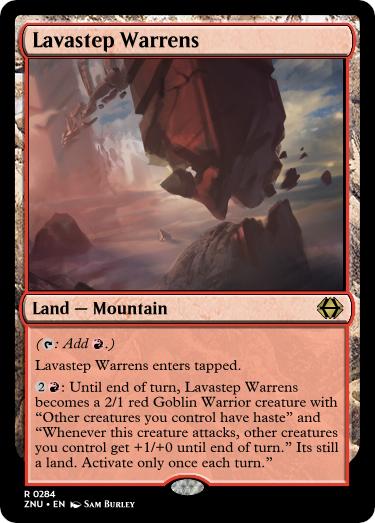 Lavastep Warrens
Land — Mountain
(T: Add R.)
Lavastep Warrens enters tapped.
2 R: Until end of turn, Lavastep Warrens
becomes a 2/1 red Goblin Warrior creature with
“Other creatures you control have haste” and
“Whenever this creature attacks, other creatures
you control get +1/+0 until end of turn.” Its still
a land. Activate only once each turn.”
R 0284
ZNU • EN SAM BURLEY